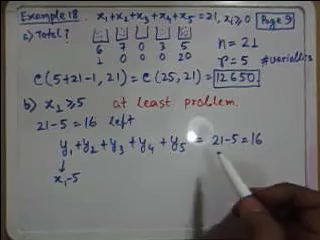 Example 18. x₁+x₂+x₃+x₄+x₅=21, xᵢ≥0 Page 9
a) Total?
6 7 0 3 5 n = 21
1 0 0 0 20 r = 5 #variables
C(5+21-1, 21) = C(25, 21) = 12650
b) x₁≥5 at least problem
21-5=16 left
y₁+y₂+y₃+y₄+y₅ = 21-5=16
↓
x₁-5